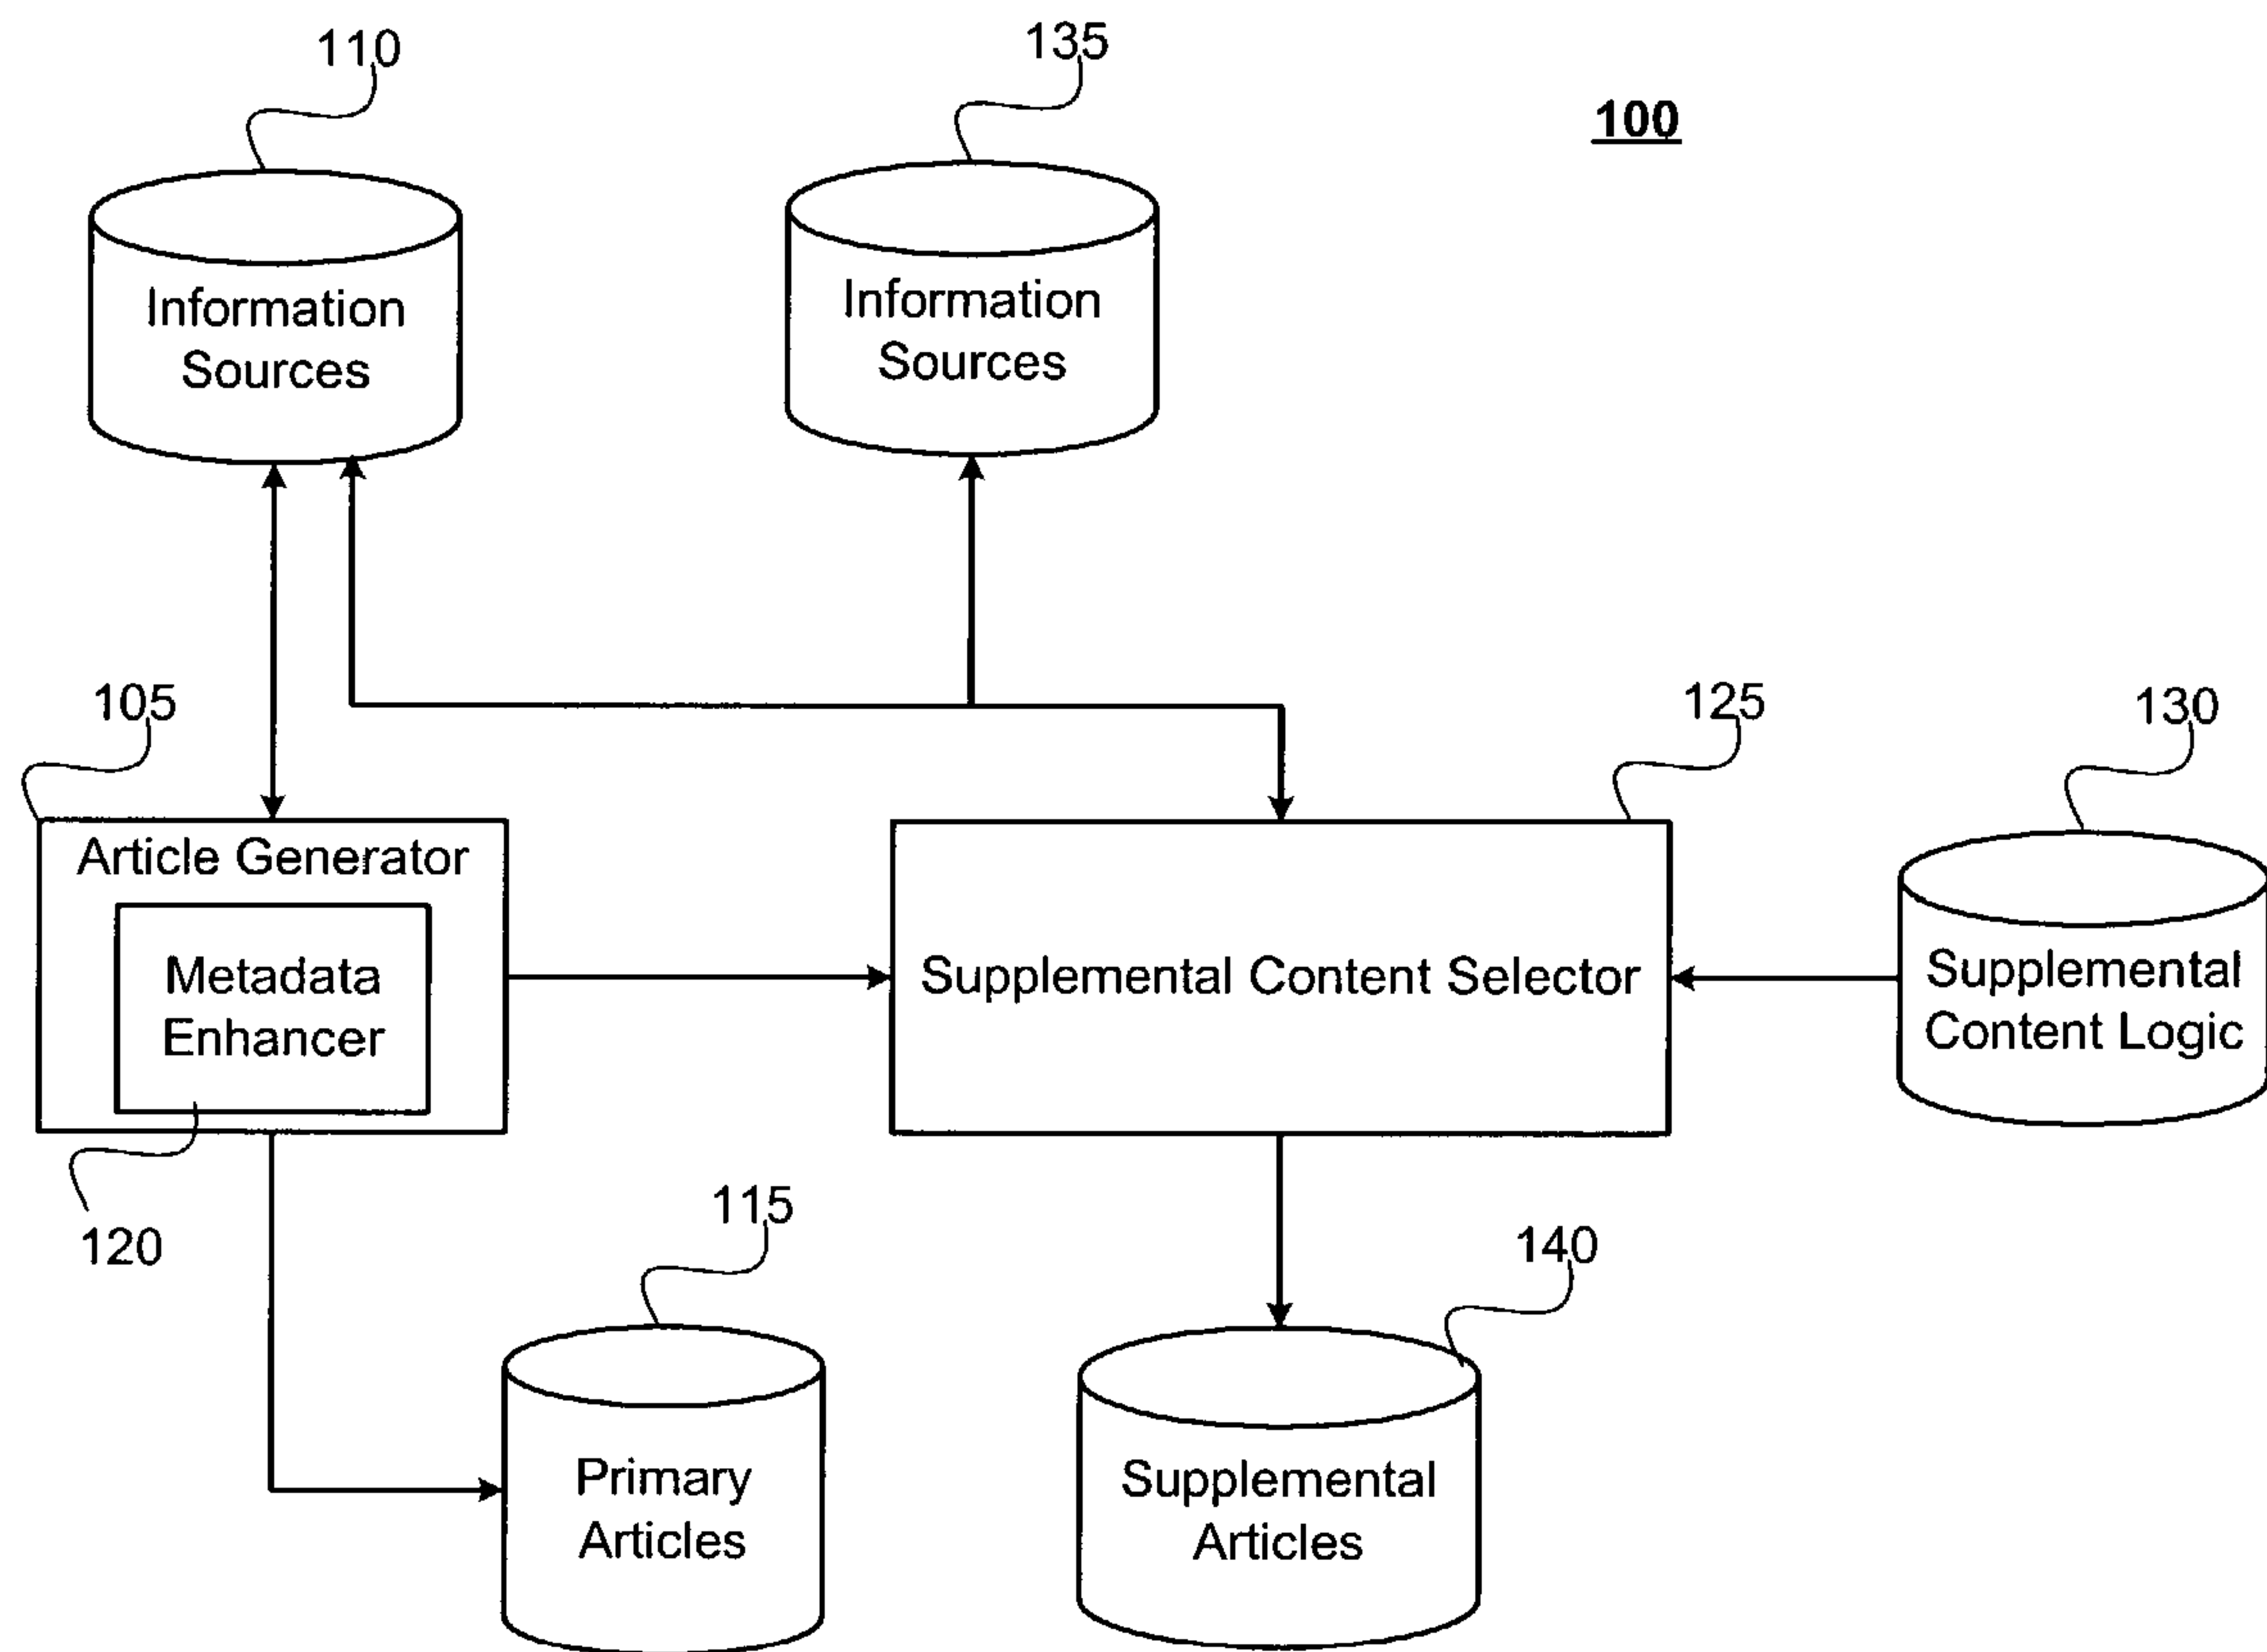 110
135
100
Information
Sources
Information
Sources
105
125
130
Article Generator
Metadata
Enhancer
Supplemental Content Selector
Supplemental
Content Logic
120
115
140
Primary
Articles
Supplemental
Articles